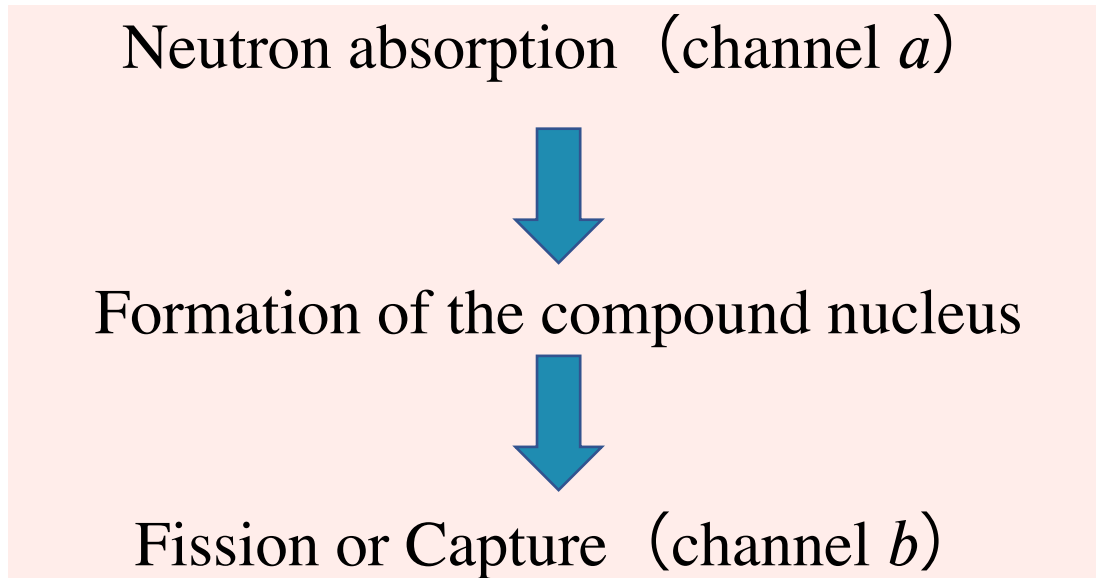 Neutron absorption（channel a）
Formation of the compound nucleus
Fission or Capture（channel b）